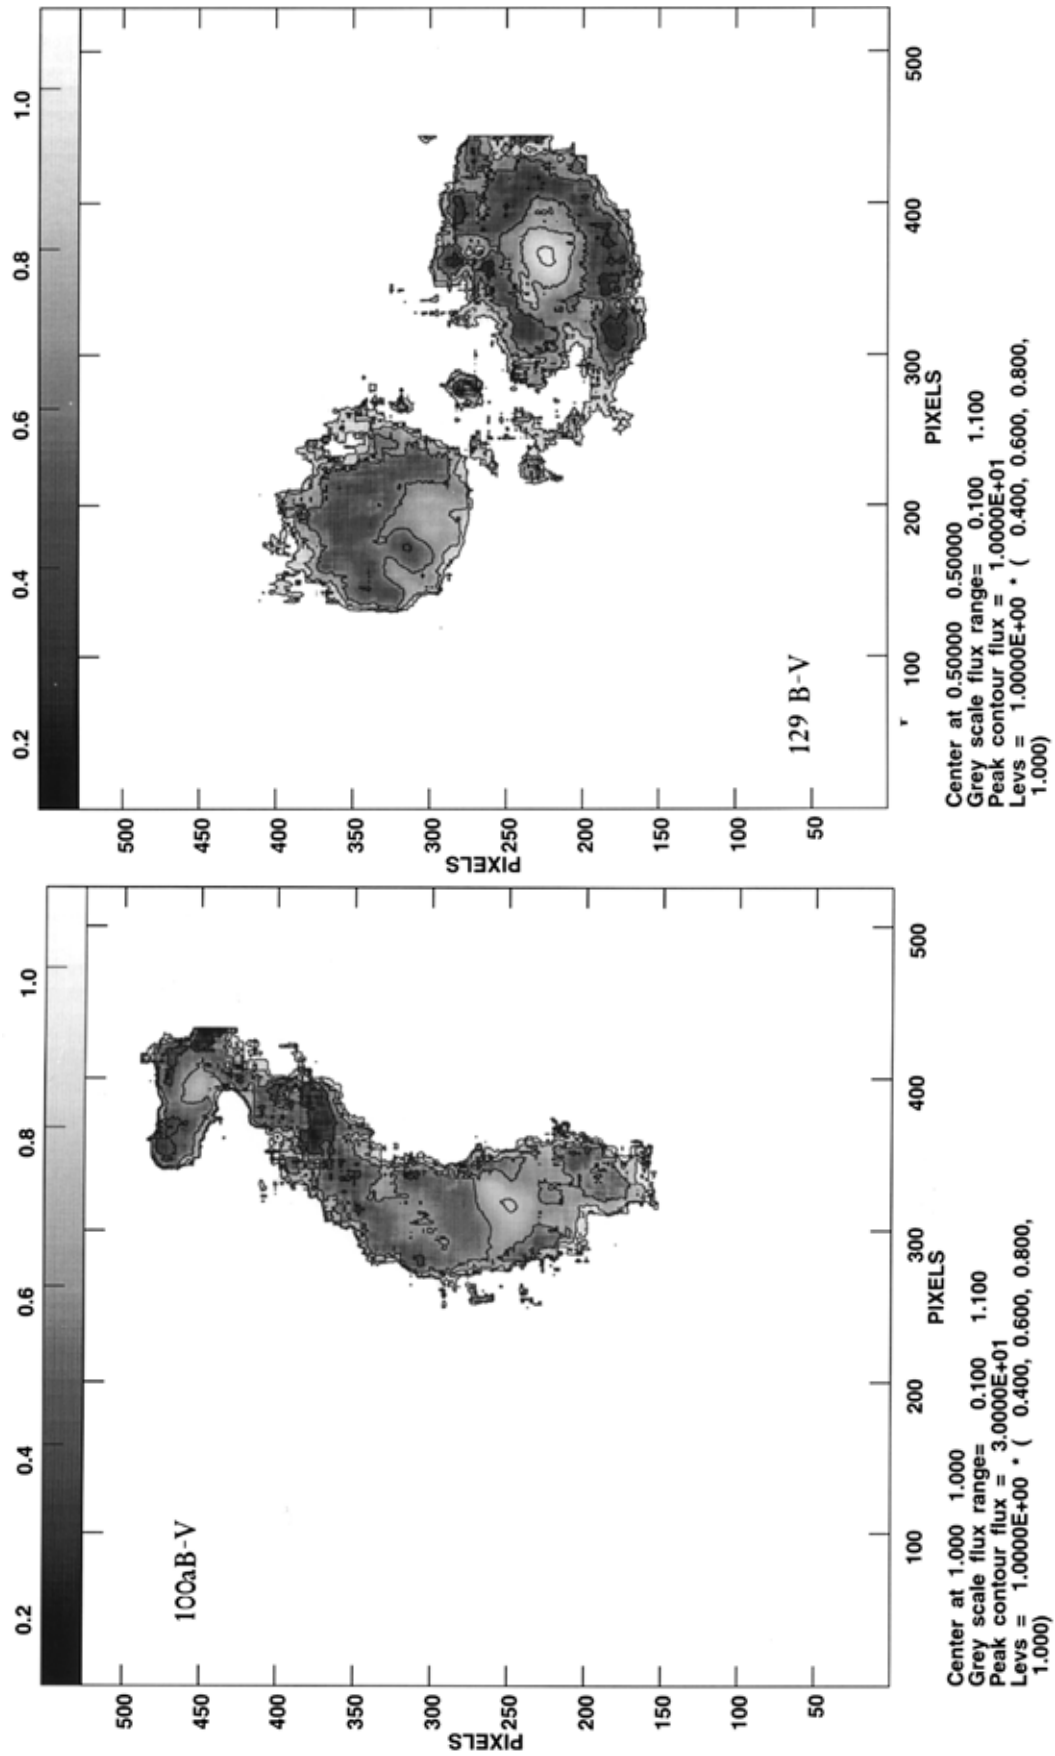 0.2 0.4 0.6 0.8 1.0
100aB-V
500
450
400
350
300
250
200
150
100
50
PIXELS
100 200 300 400 500
PIXELS
Center at 1.000 1.000
Grey scale flux range= 0.100 1.100
Peak contour flux = 3.0000E+01
Levs = 1.0000E+00 * ( 0.400, 0.600, 0.800,
1.000)
0.2 0.4 0.6 0.8 1.0
500
450
400
350
300
250
200
150
100
50
PIXELS
129 B-V
100 200 300 400 500
PIXELS
Center at 0.50000 0.50000
Grey scale flux range= 0.100 1.100
Peak contour flux = 1.0000E+01
Levs = 1.0000E+00 * ( 0.400, 0.600, 0.800,
1.000)